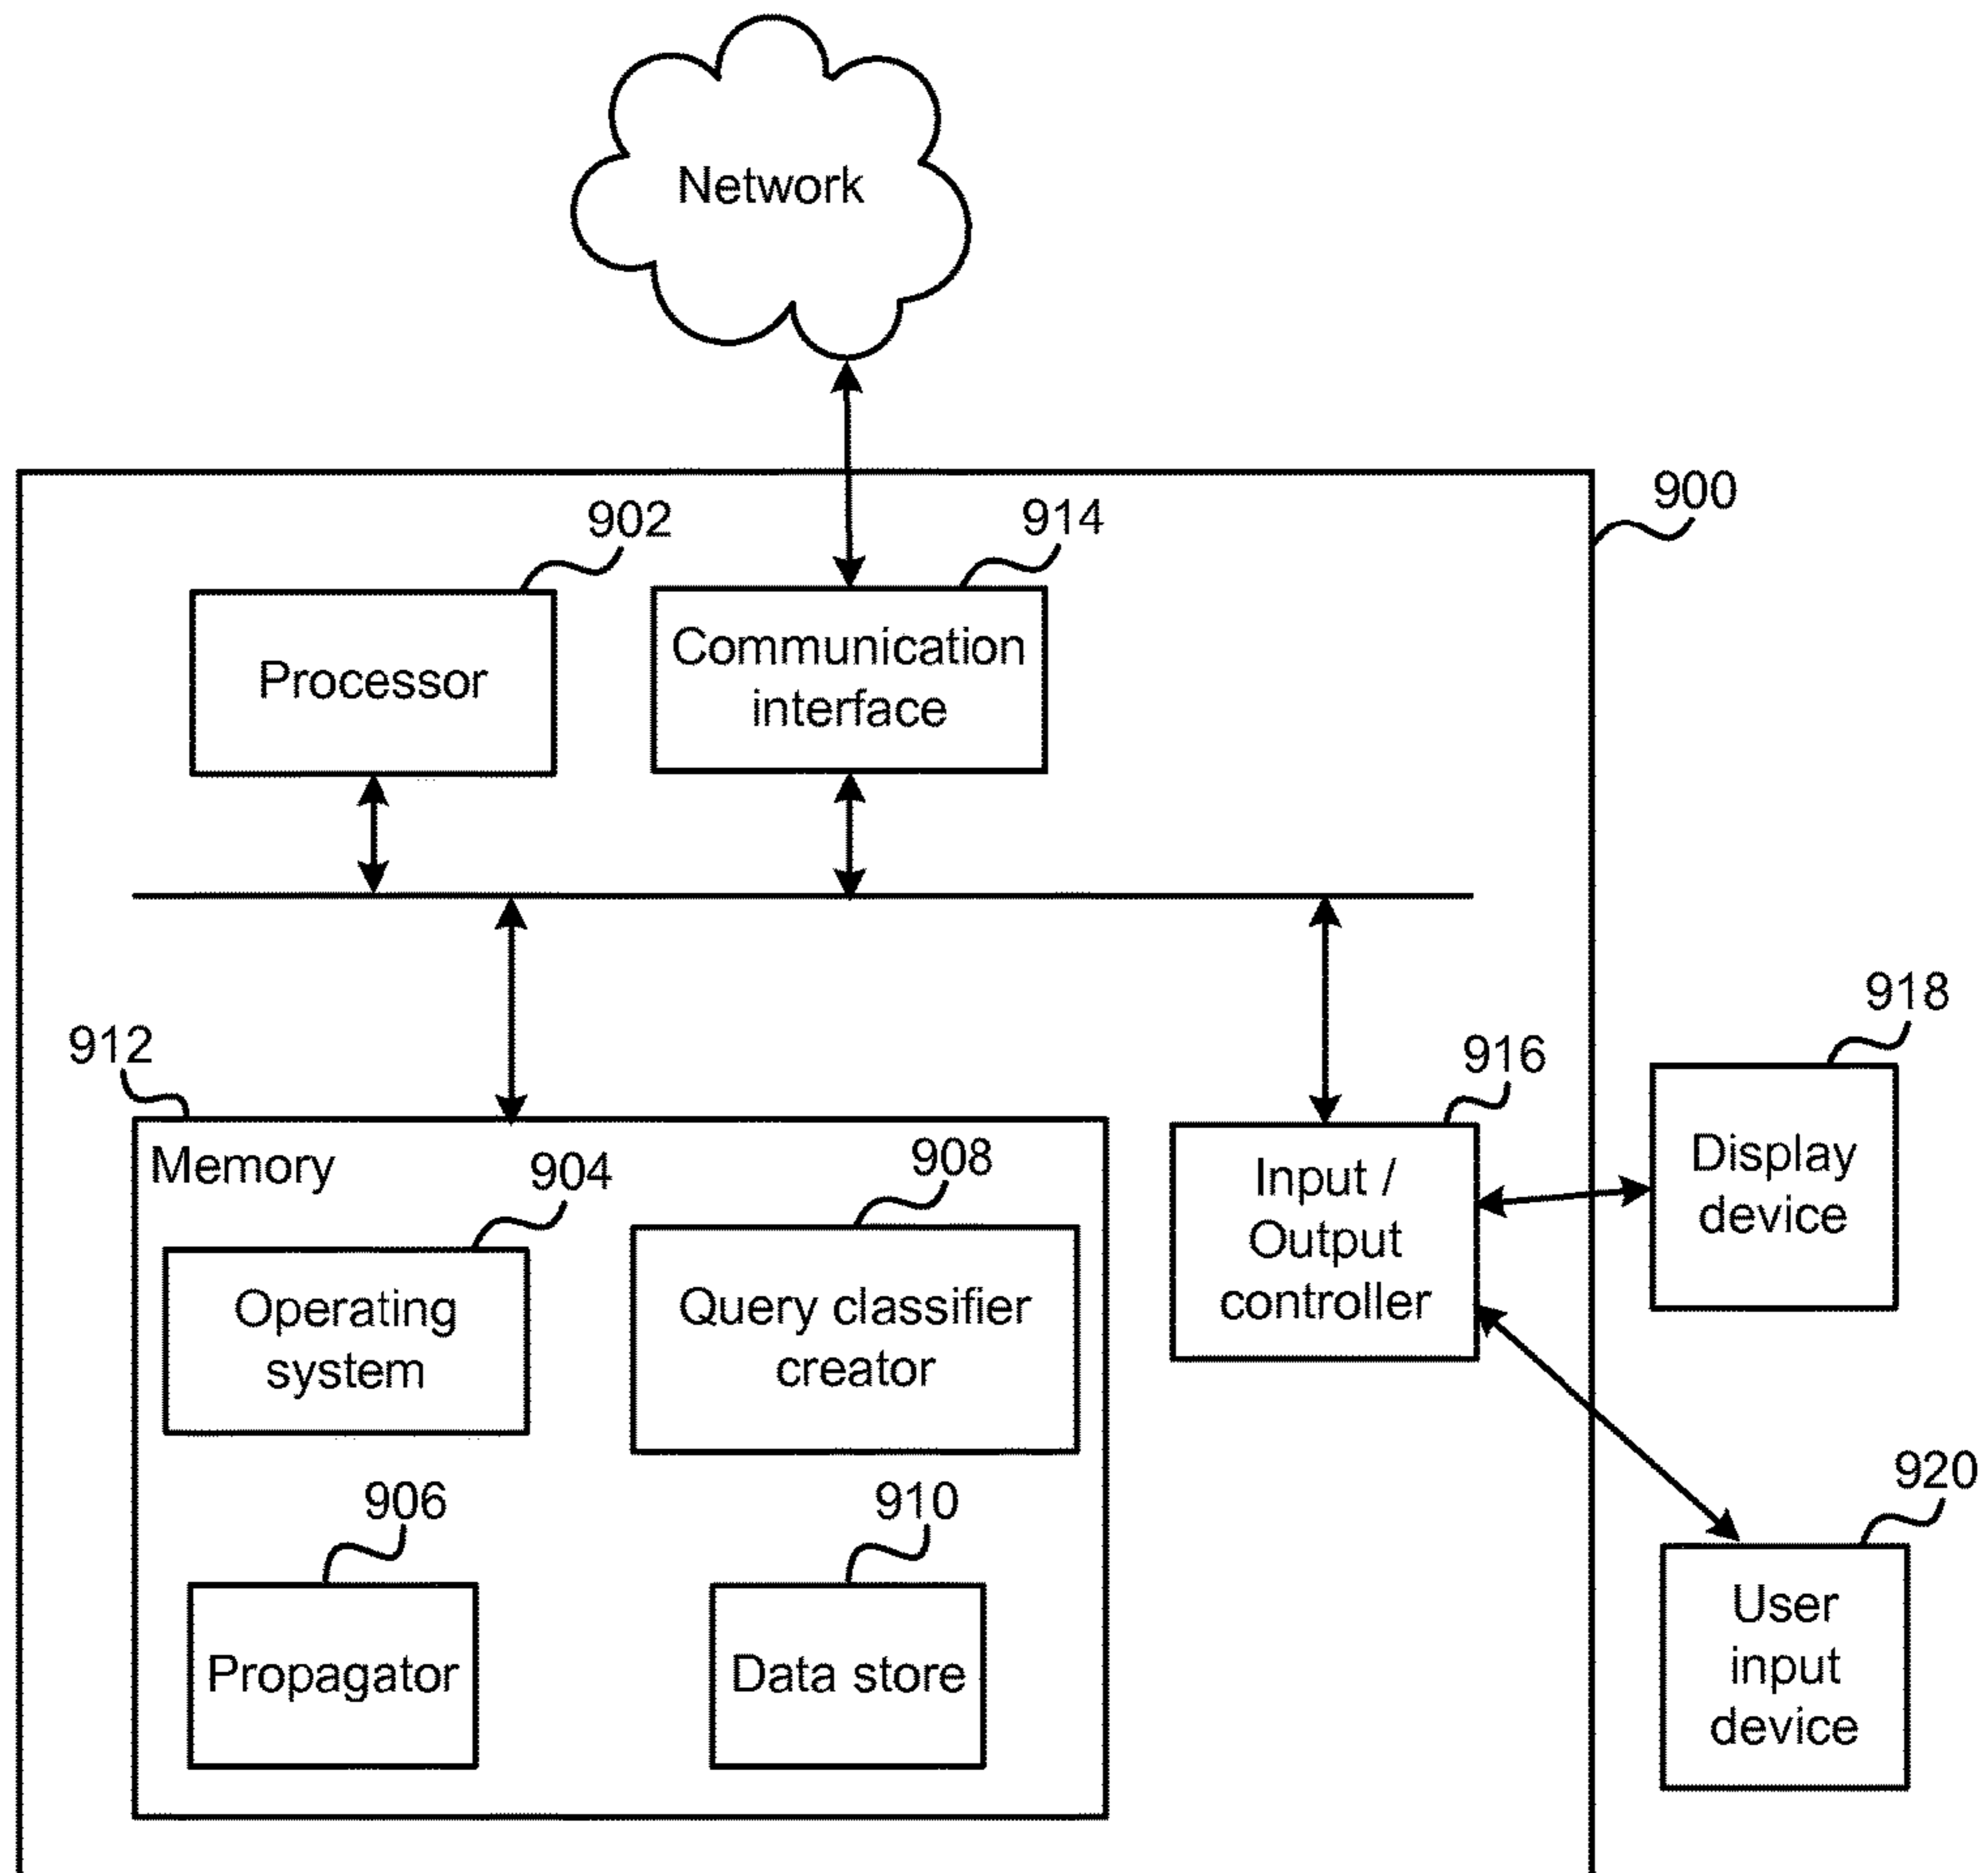 Network
900
902
914
Processor
Communication
interface
912
916
918
Memory
904
908
Input /
Output
controller
Display
device
Operating
system
Query classifier
creator
906
910
920
Propagator
Data store
User
input
device